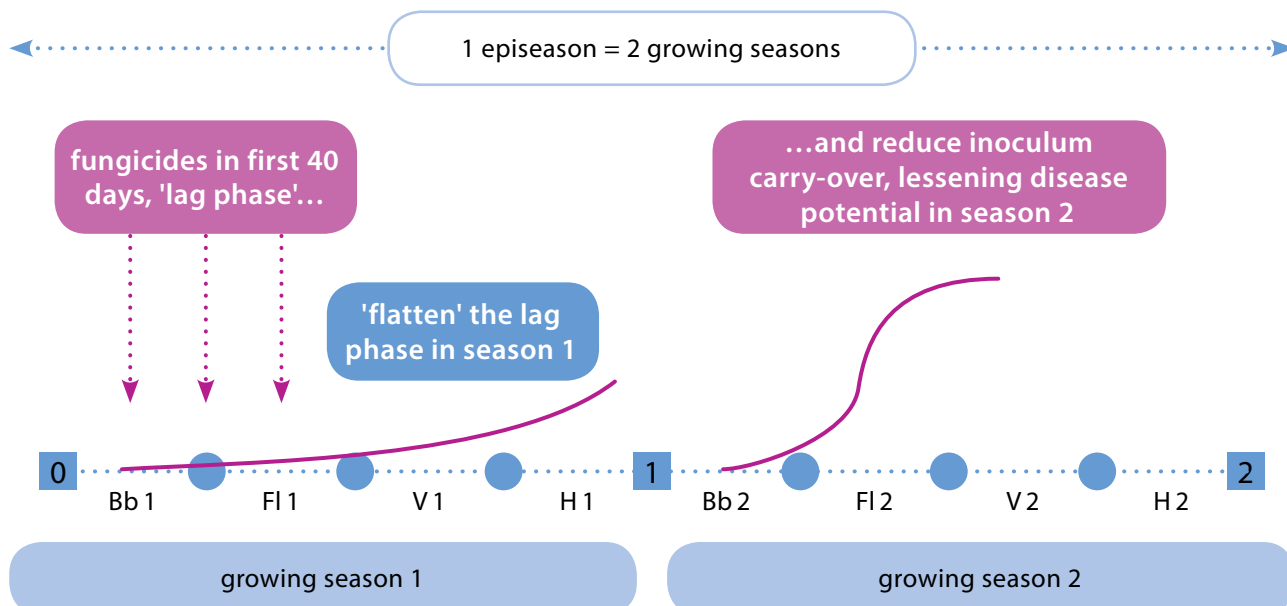 1 episeason = 2 growing seasons
fungicides in first 40
days, 'lag phase'…
…and reduce inoculum
carry-over, lessening disease
potential in season 2
'flatten' the lag
phase in season 1
0
1
2
Bb 1
Fl 1
V 1
H 1
Bb 2
Fl 2
V 2
H 2
growing season 1
growing season 2